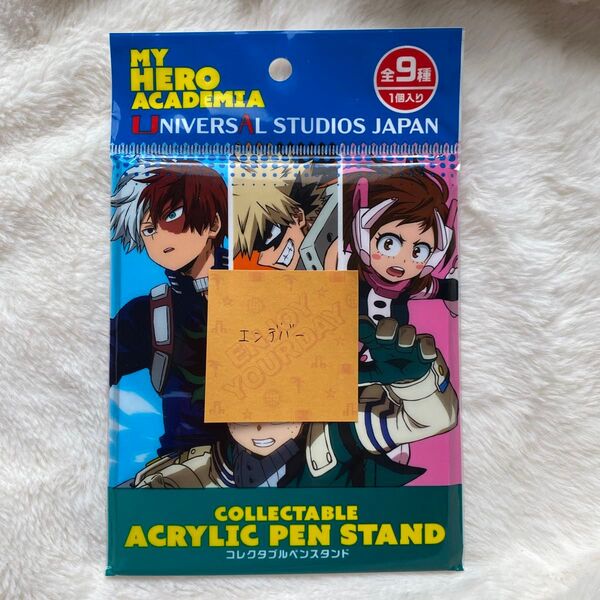 MY
HERO
ACADEMIA
UNIVERSAL STUDIOS JAPAN
全9種
1個入り
エンデバー
ENJOY
YOUR DAY
COLLECTABLE
ACRYLIC PEN STAND
コレクタブルペンスタンド